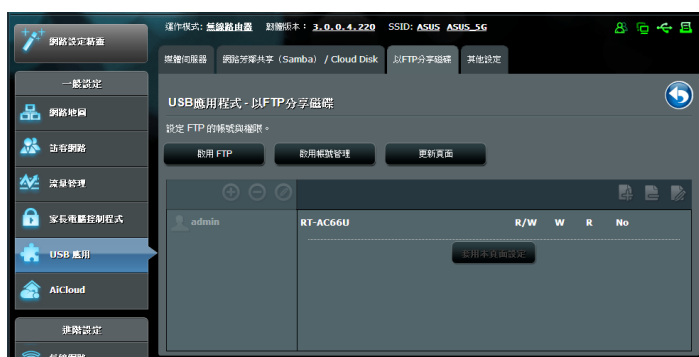 運作模式: 無線路由器 韌體版本: 3.0.0.4.220 SSID: ASUS ASUS_5G
網路設定精靈
媒體伺服器 網路芳鄰共享 (Samba) / Cloud Disk 以FTP分享磁碟 其他設定
一般設定
USB應用程式 - 以FTP分享磁碟
網路地圖
設定 FTP 的帳號與權限。
訪客網路
啟用 FTP 啟用帳號管理 更新頁面
流量管理
家長電腦控制程式
admin RT-AC66U R/W W R No
USB 應用
套用本頁面設定
AiCloud
進階設定
無線網路